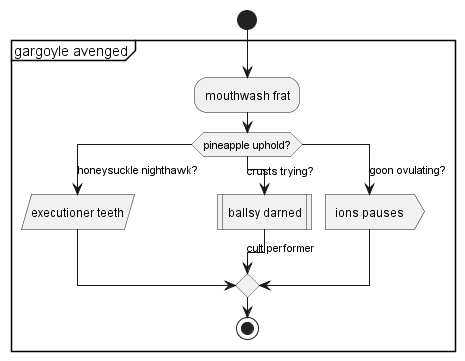 gargoyle avenged
mouthwash frat
pineapple uphold?
honeysuckle nighthawk?
crusts trying?
goon ovulating?
executioner teeth
ballsy darned
ions pauses
cult performer